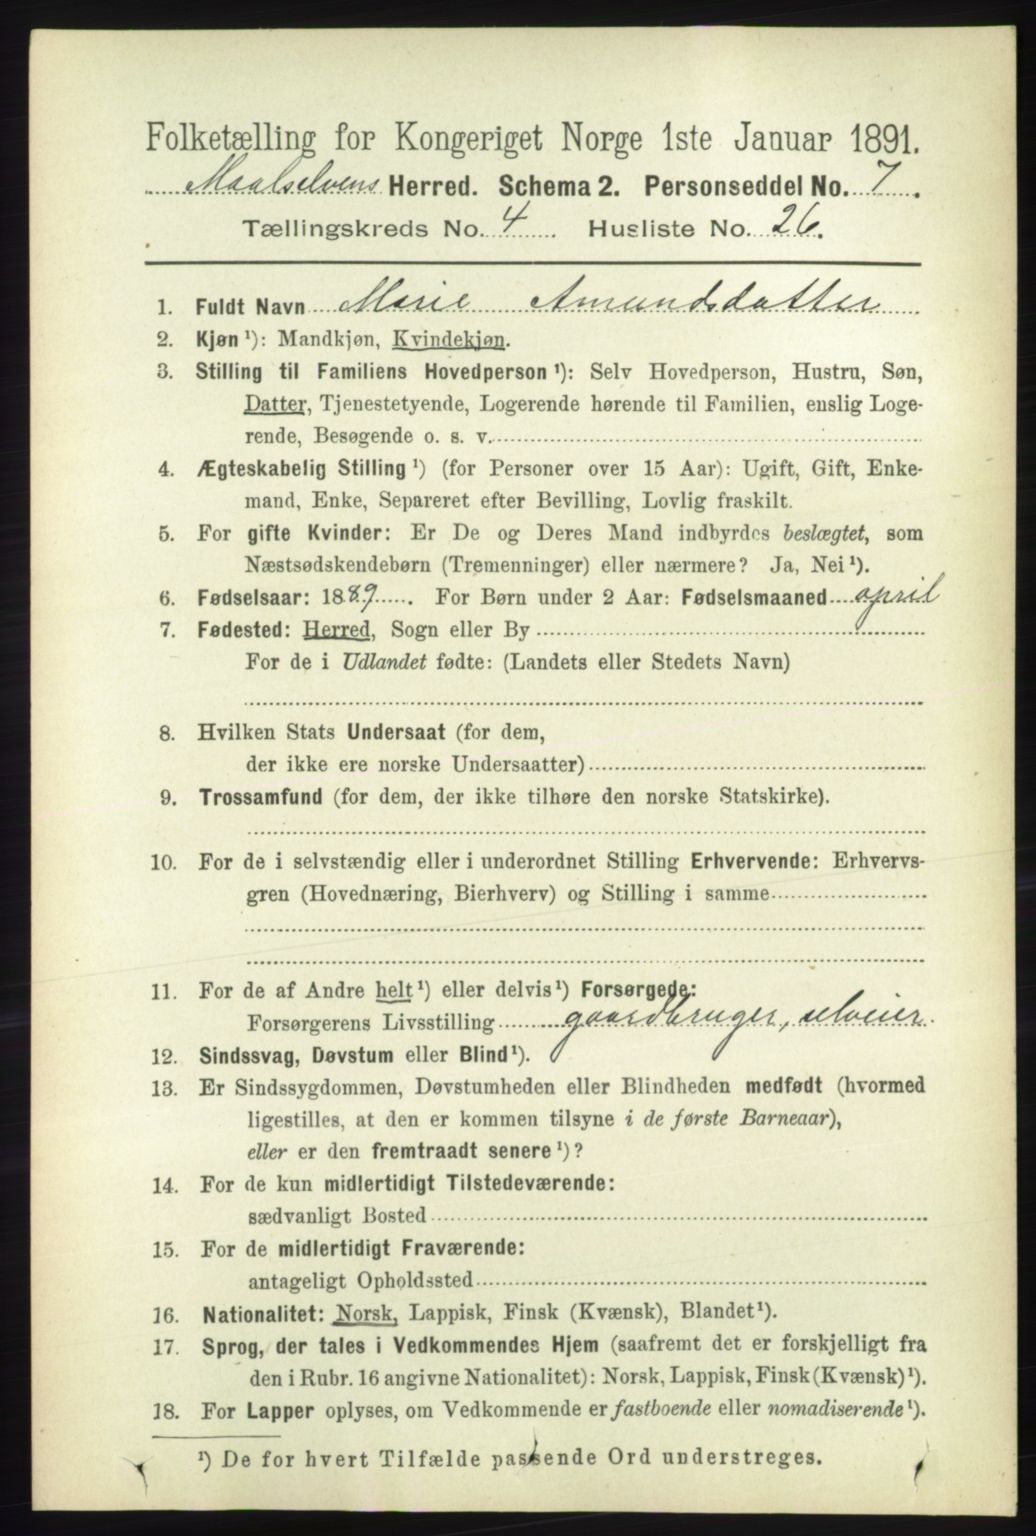 Folketælling for Kongeriget Norge 1ste Januar 1891.
Maalselvens Herred. Schema 2. Personseddel No. 7.
Tællingskreds No. 4. Husliste No. 26.
1. Fuldt Navn Marie Amundsdatter
2. Kjøn ¹): Mandkjøn, Kvindekjøn.
3. Stilling til Familiens Hovedperson ¹): Selv Hovedperson, Hustru, Søn,
Datter, Tjenestetyende, Logerende hørende til Familien, enslig Loge-
rende, Besøgende o. s. v.
4. Ægteskabelig Stilling ¹) (for Personer over 15 Aar): Ugift, Gift, Enke-
mand, Enke, Separeret efter Bevilling, Lovlig fraskilt.
5. For gifte Kvinder: Er De og Deres Mand indbyrdes beslægtet, som
Næstsødskendebørn (Tremenninger) eller nærmere? Ja, Nei ¹).
6. Fødselsaar: 1889. For Børn under 2 Aar: Fødselsmaaned april
7. Fødested: Herred, Sogn eller By
For de i Udlandet fødte: (Landets eller Stedets Navn)
8. Hvilken Stats Undersaat (for dem,
der ikke ere norske Undersaatter)
9. Trossamfund (for dem, der ikke tilhøre den norske Statskirke).
10. For de i selvstændig eller i underordnet Stilling Erhvervende: Erhvervs-
gren (Hovednæring, Bierhverv) og Stilling i samme
11. For de af Andre helt ¹) eller delvis ¹) Forsørgede:
Forsørgerens Livsstilling gaardbruger, selveier.
12. Sindssvag, Døvstum eller Blind ¹).
13. Er Sindssygdommen, Døvstumheden eller Blindheden medfødt (hvormed
ligestilles, at den er kommen tilsyne i de første Barneaar),
eller er den fremtraadt senere ¹)?
14. For de kun midlertidigt Tilstedeværende:
sædvanligt Bosted
15. For de midlertidigt Fraværende:
antageligt Opholdssted
16. Nationalitet: Norsk, Lappisk, Finsk (Kvænsk), Blandet ¹).
17. Sprog, der tales i Vedkommendes Hjem (saafremt det er forskjelligt fra
den i Rubr. 16 angivne Nationalitet): Norsk, Lappisk, Finsk (Kvænsk) ¹).
18. For Lapper oplyses, om Vedkommende er fastboende eller nomadiserende ¹).
¹) De for hvert Tilfælde passende Ord understreges.